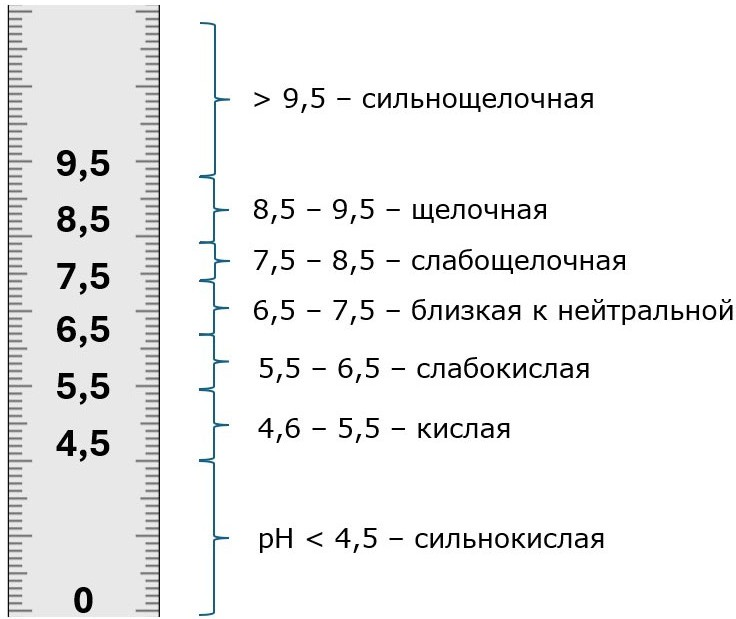 > 9,5 – сильнощелочная
9,5
8,5 – 9,5 – щелочная
8,5
7,5 – 8,5 – слабощелочная
7,5
6,5 – 7,5 – близкая к нейтральной
6,5
5,5 – 6,5 – слабокислая
5,5
4,6 – 5,5 – кислая
4,5
pH < 4,5 – сильнокислая
0